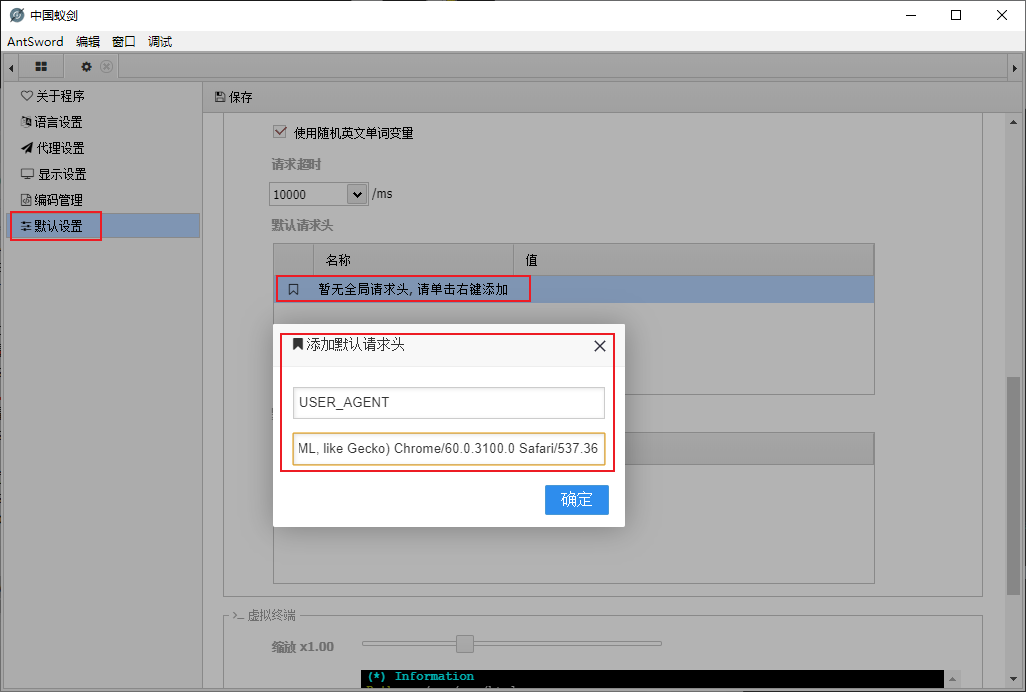 中国蚁剑
AntSword 编辑 窗口 调试
关于程序
语言设置
代理设置
显示设置
编码管理
默认设置
保存
使用随机英文单词变量
请求超时
10000 /ms
默认请求头
名称 值
暂无全局请求头, 请单击右键添加
添加默认请求头
USER_AGENT
ML, like Gecko) Chrome/60.0.3100.0 Safari/537.36
确定
虚拟终端
缩放 x1.00
(*) Information